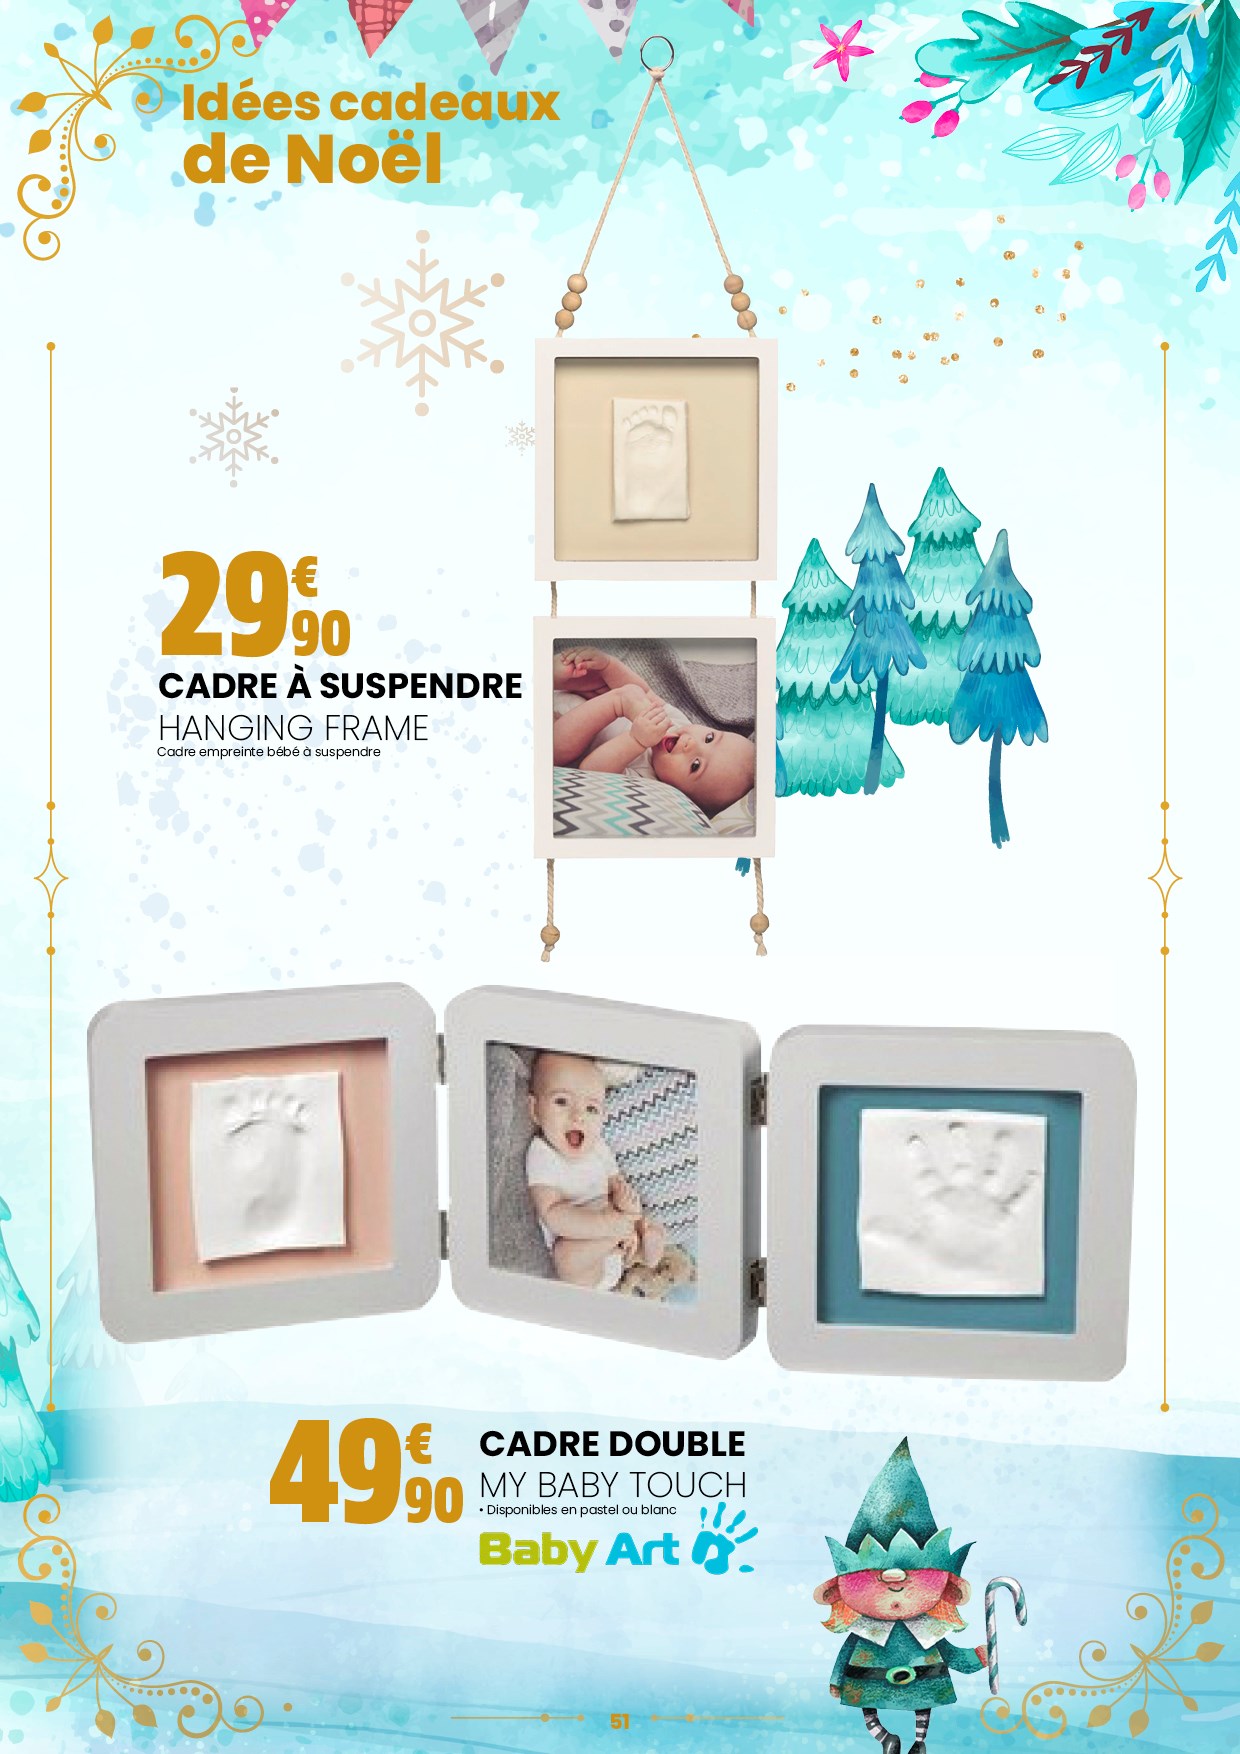 Idées cadeaux
de Noël
29€90
CADRE À SUSPENDRE
HANGING FRAME
Cadre empreinte bébé à suspendre
49€90
CADRE DOUBLE
MY BABY TOUCH
• Disponibles en pastel ou blanc
Baby Art
51